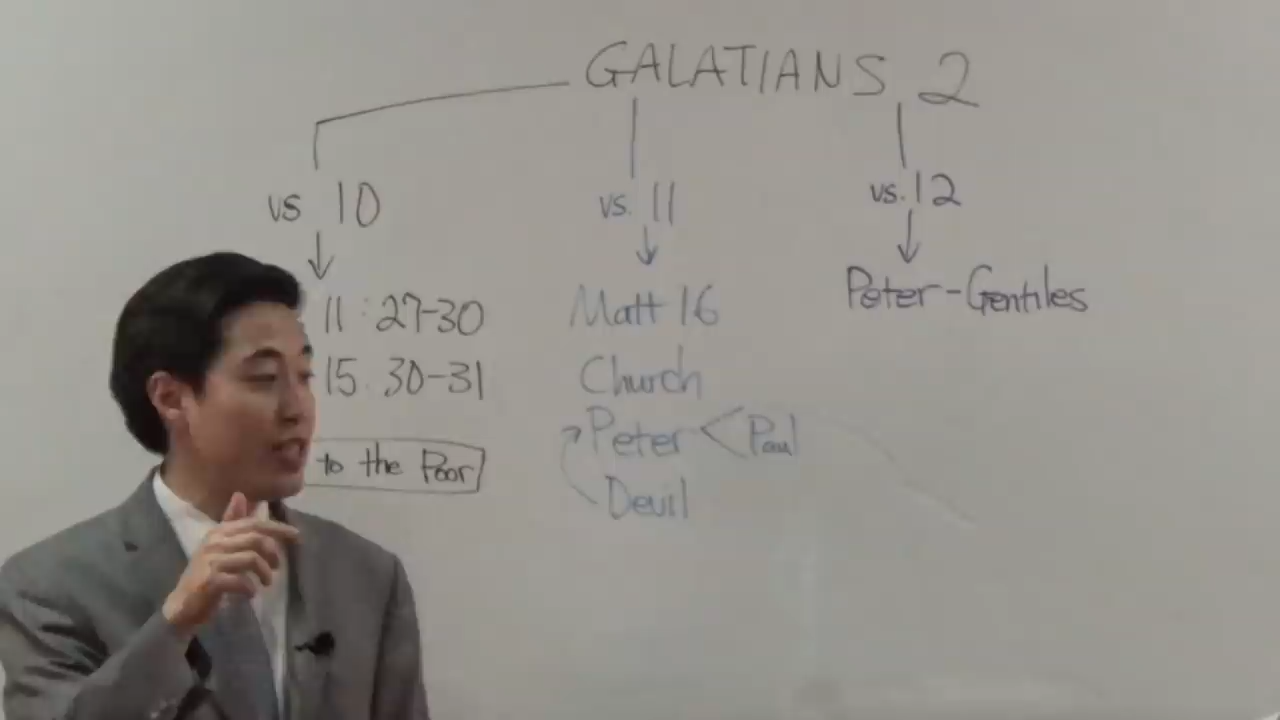 GALATIANS 2
vs 10
11:27-30
15:30-31
to the Poor
vs. 11
Matt 16
Church
Peter < Paul
Devil
vs. 12
Peter-Gentiles